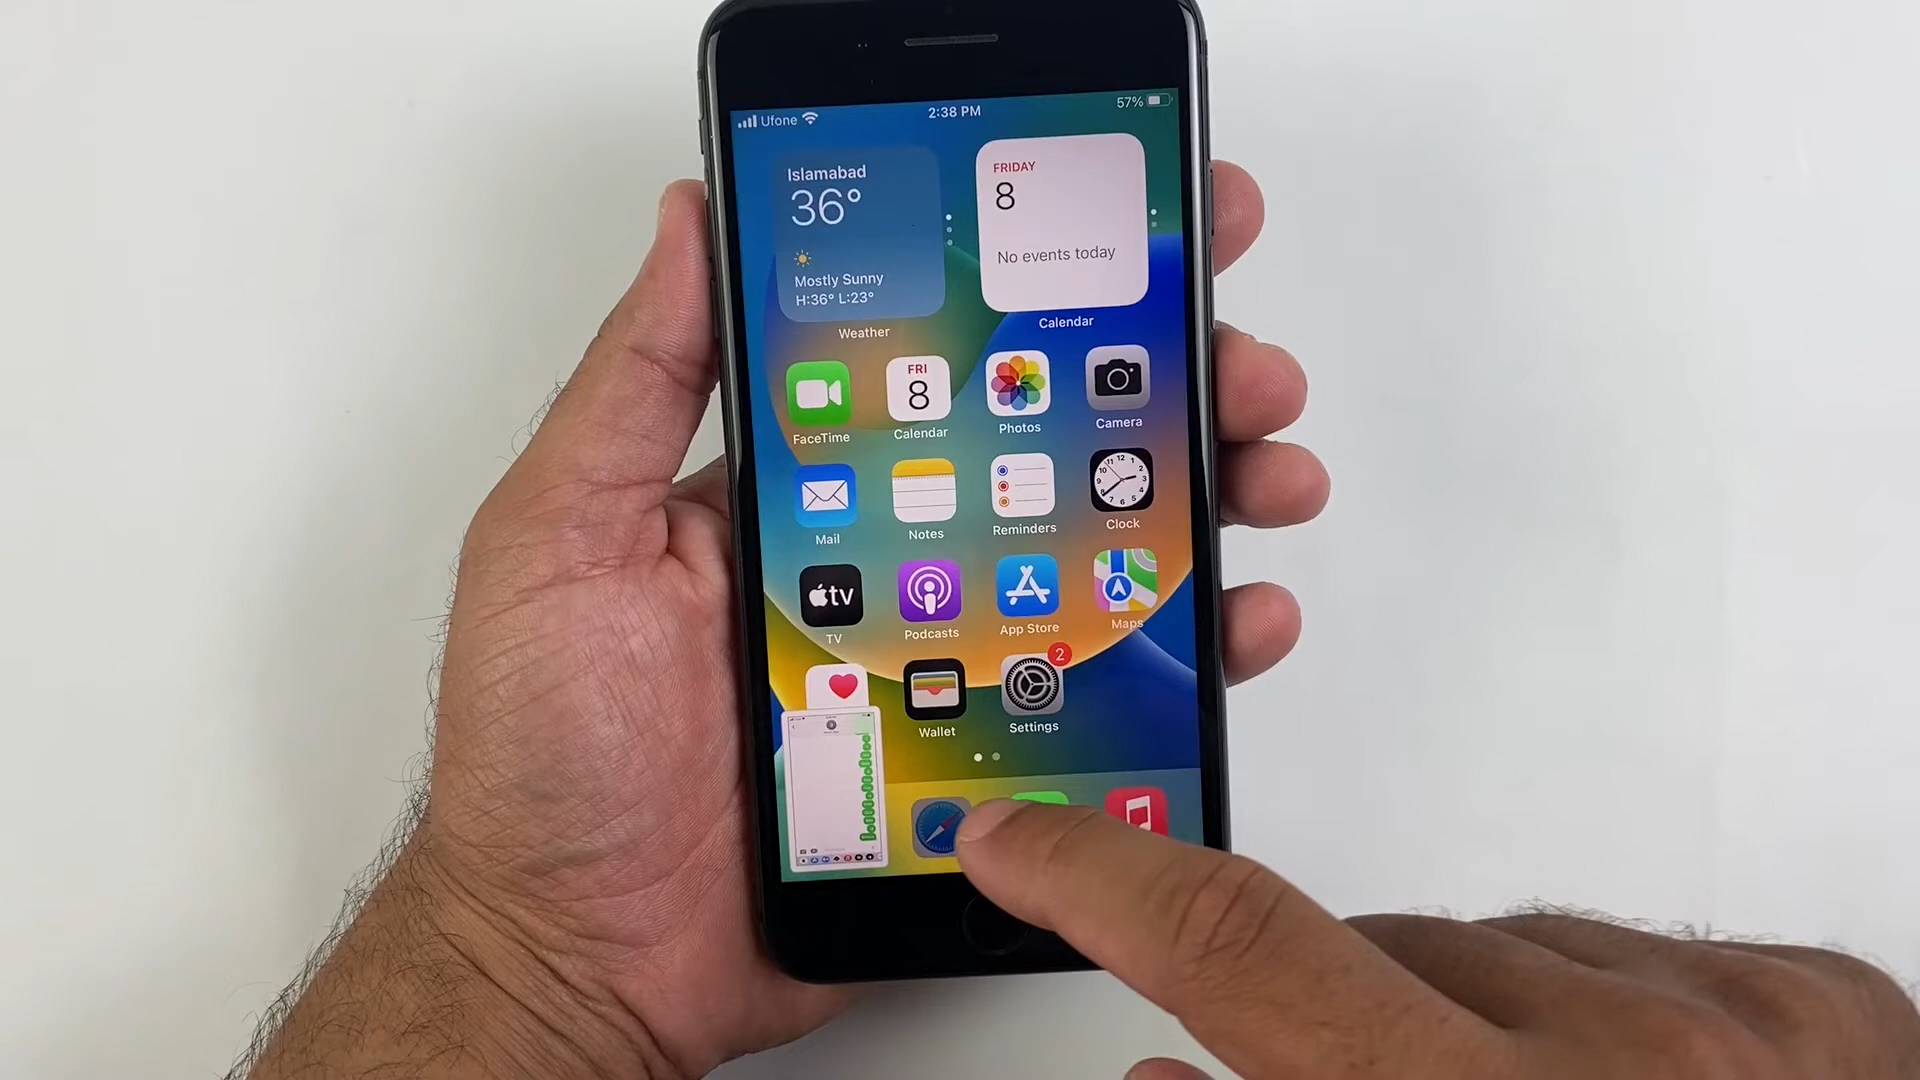 Ufone 2:38 PM 57%
Islamabad
36°
Mostly Sunny
H:36° L:23°
Weather
FRIDAY
8
No events today
Calendar
FRI
8
FaceTime Calendar Photos Camera
Mail Notes Reminders Clock
tv
TV Podcasts App Store Maps
2
Wallet Settings